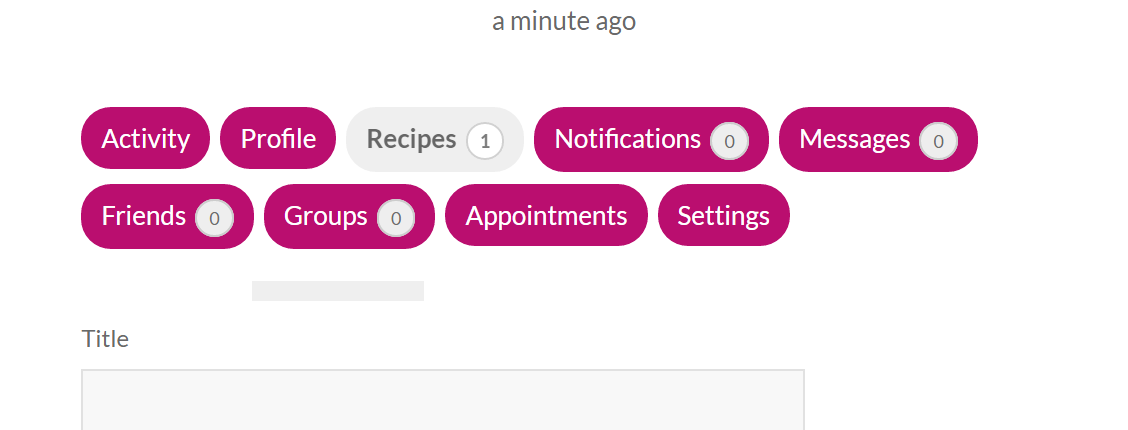 a minute ago
Activity Profile Recipes 1 Notifications 0 Messages 0
Friends 0 Groups 0 Appointments Settings
Title